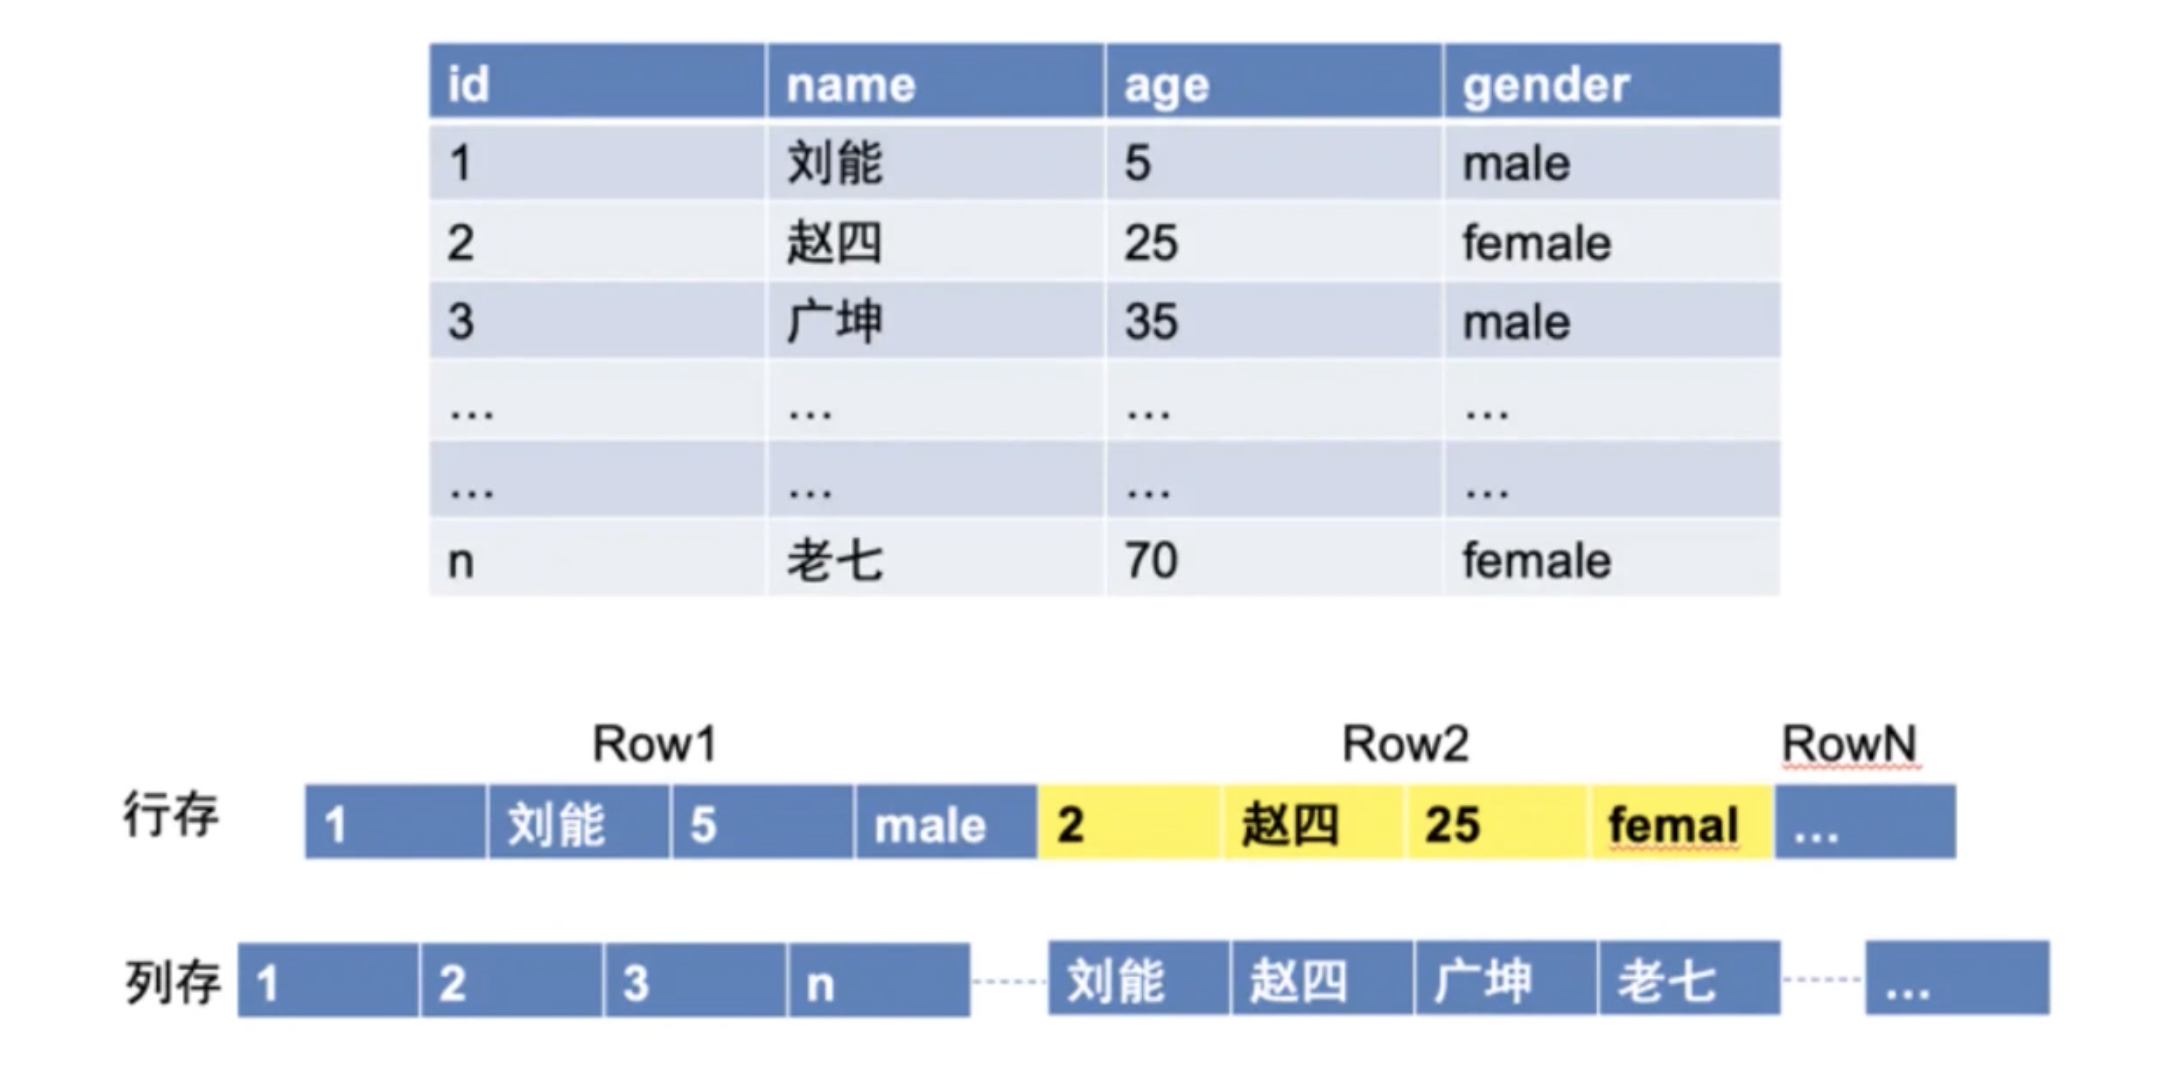 id name age gender
1 刘能 5 male
2 赵四 25 female
3 广坤 35 male
... ... ... ...
... ... ... ...
n 老七 70 female
Row1 Row2 RowN
行存 1 刘能 5 male 2 赵四 25 femal ...
列存 1 2 3 n 刘能 赵四 广坤 老七 ...